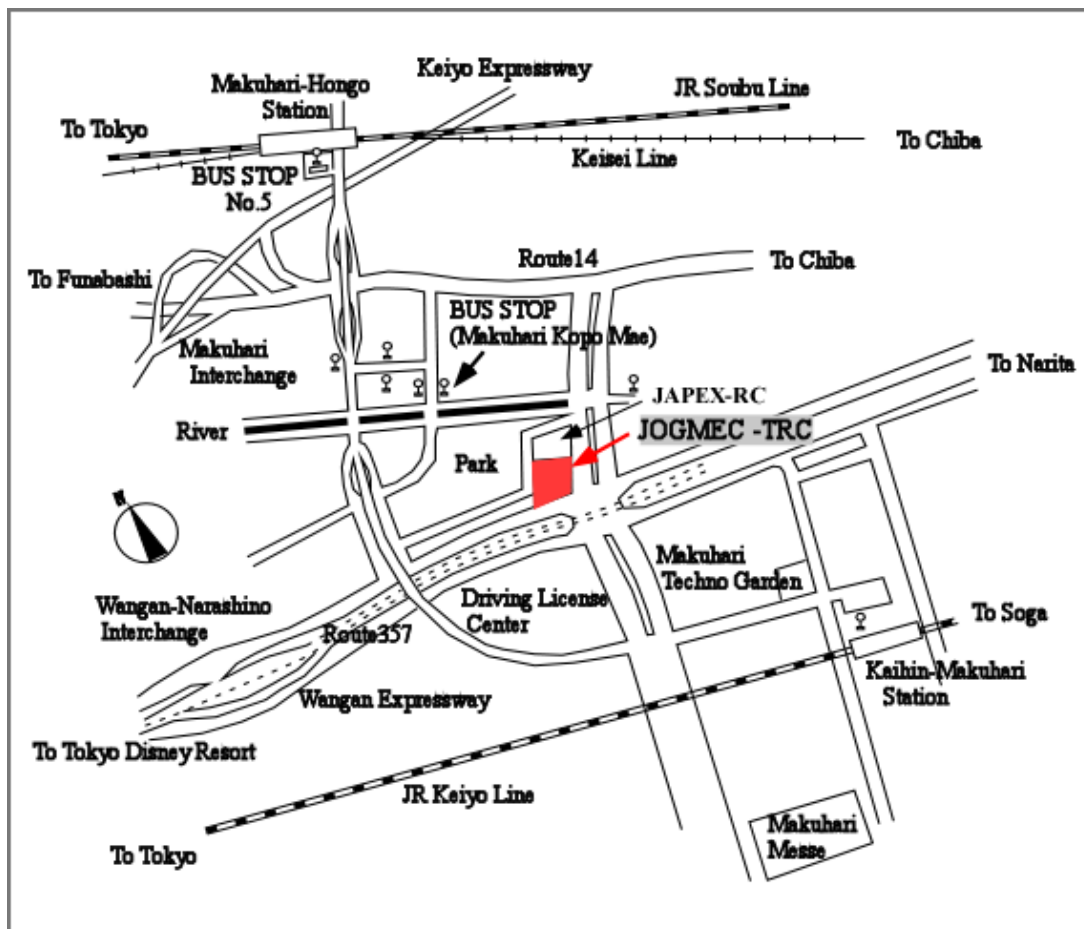 Keiyo Expressway
Makuhari-Hongo
Station
JR Soubu Line
To Tokyo
To Chiba
Keisei Line
BUS STOP
No.5
Route14
To Chiba
To Funabashi
BUS STOP
(Makuhari Kopo Mae)
Makuhari
Interchange
To Narita
JAPEX-RC
River
JOGMEC -TRC
Park
Makuhari
Techno Garden
Wangan-Narashino
Interchange
Driving License
Center
To Soga
Route357
Kaihin-Makuhari
Station
Wangan Expressway
To Tokyo Disney Resort
JR Keiyo Line
Makuhari
Messe
To Tokyo